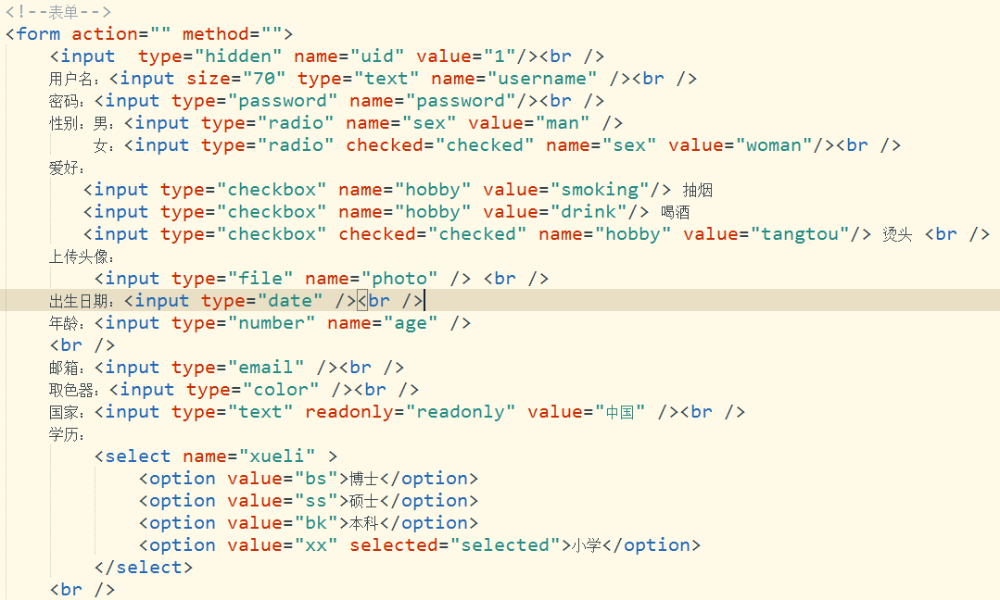 <!--表单-->
<form action="" method="">
<input  type="hidden" name="uid" value="1"/><br />
用户名：<input size="70" type="text" name="username" /><br />
密码：<input type="password" name="password"/><br />
性别：男：<input type="radio" name="sex" value="man" />
女：<input type="radio" checked="checked" name="sex" value="woman"/><br />
爱好：
<input type="checkbox" name="hobby" value="smoking"/> 抽烟
<input type="checkbox" name="hobby" value="drink"/> 喝酒
<input type="checkbox" checked="checked" name="hobby" value="tangtou"/> 烫头 <br />
上传头像：
<input type="file" name="photo" /> <br />
出生日期：<input type="date" /><br />
年龄：<input type="number" name="age" />
<br />
邮箱：<input type="email" /><br />
取色器：<input type="color" /><br />
国家：<input type="text" readonly="readonly" value="中国" /><br />
学历：
<select name="xueli" >
<option value="bs">博士</option>
<option value="ss">硕士</option>
<option value="bk">本科</option>
<option value="xx" selected="selected">小学</option>
</select>
<br />